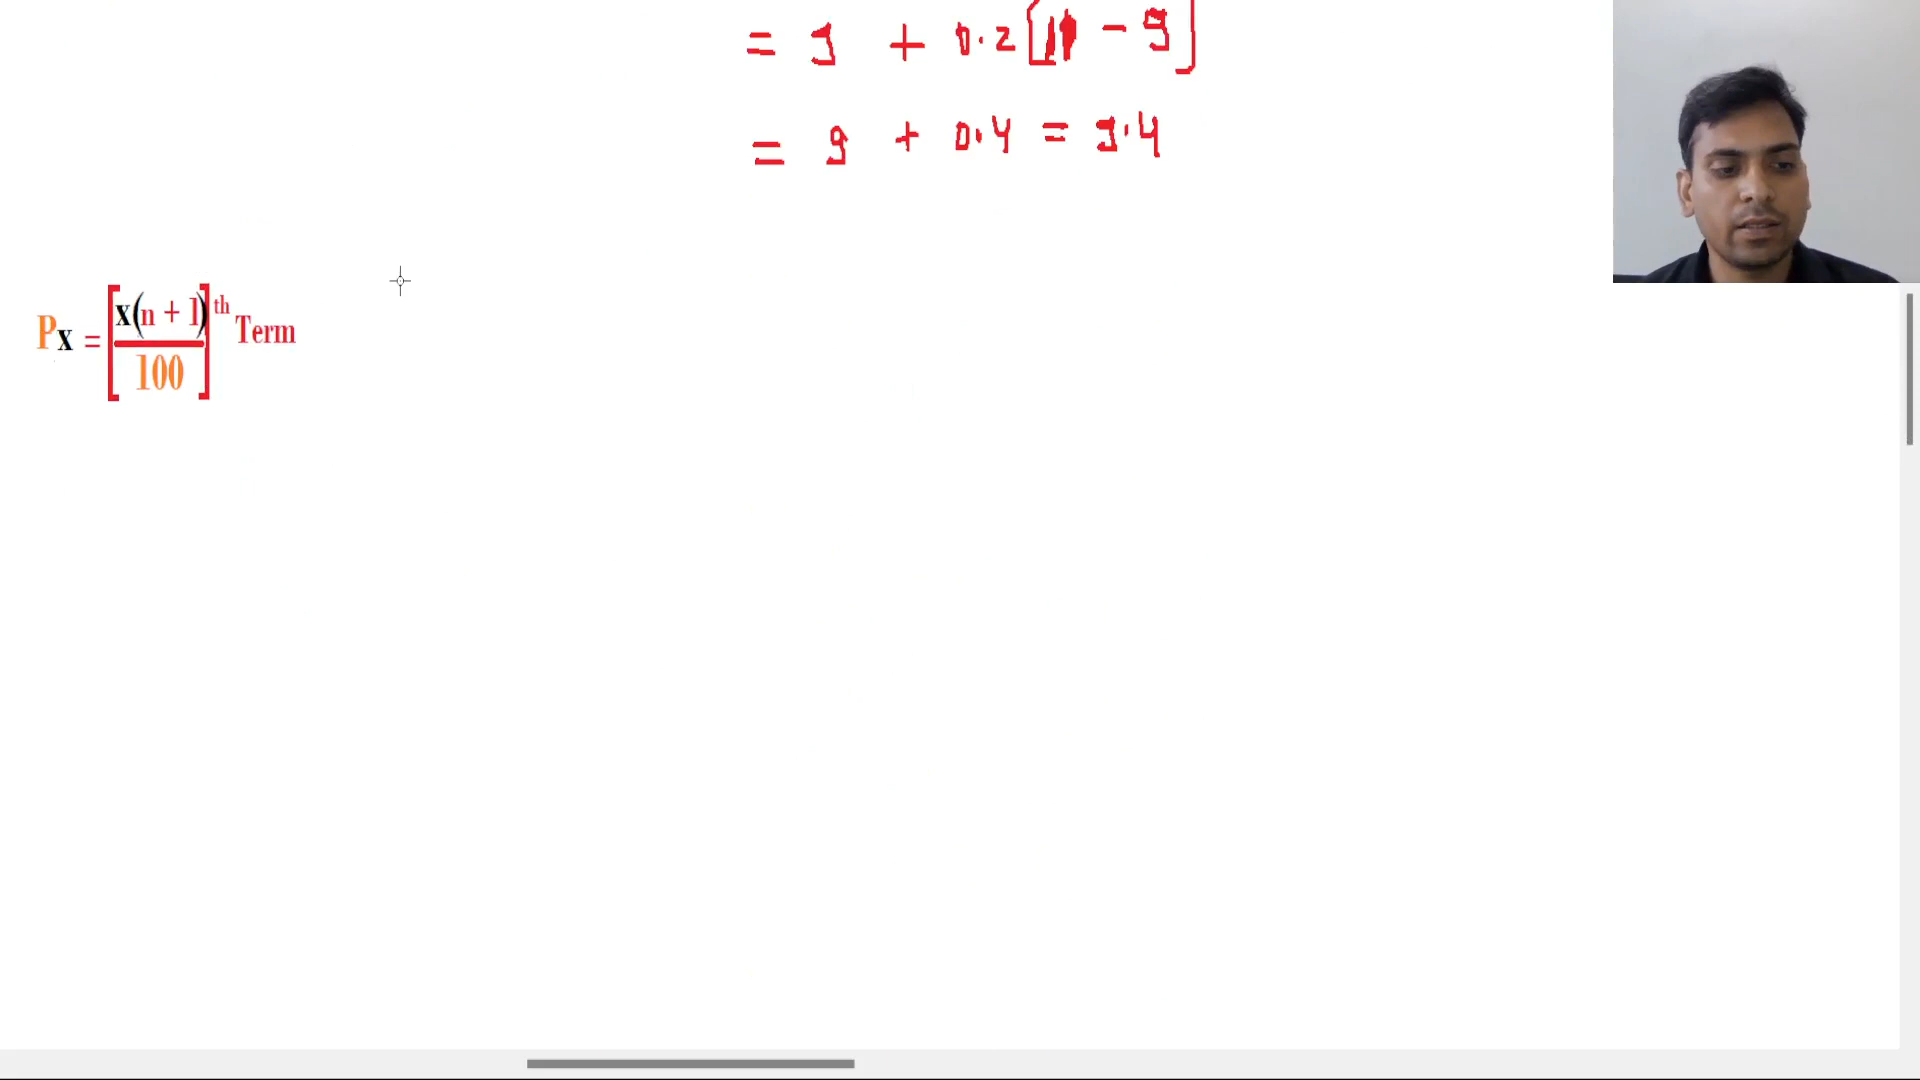 = 9 + 0.2[11 - 9]
= 9 + 0.4 = 9.4
Px = [x(n + 1)/100]th Term